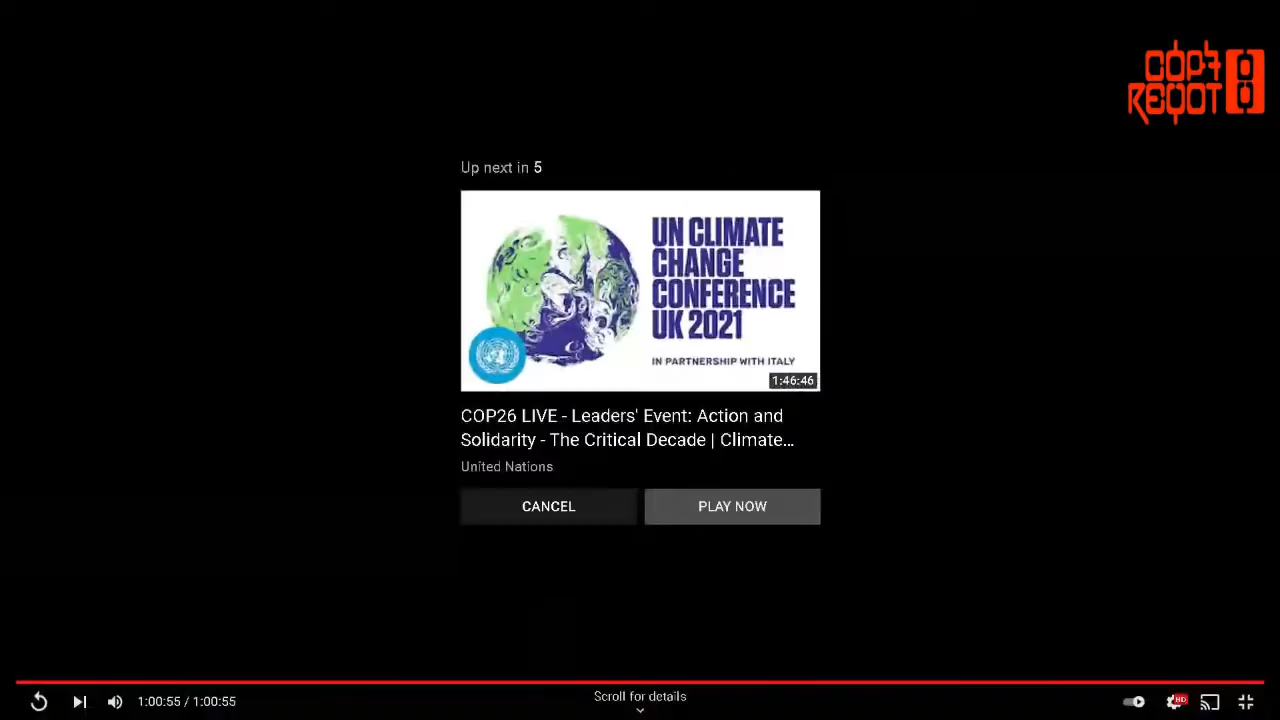 Up next in 5
UN CLIMATE
CHANGE
CONFERENCE
UK 2021
IN PARTNERSHIP WITH ITALY
1:46:46
COP26 LIVE - Leaders' Event: Action and
Solidarity - The Critical Decade | Climate...
United Nations
CANCEL
PLAY NOW
1:00:55 / 1:00:55
Scroll for details
HD